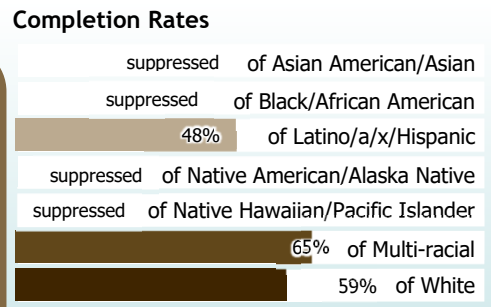 Completion Rates
suppressed of Asian American/Asian
suppressed of Black/African American
48% of Latino/a/x/Hispanic
suppressed of Native American/Alaska Native
suppressed of Native Hawaiian/Pacific Islander
65% of Multi-racial
59% of White